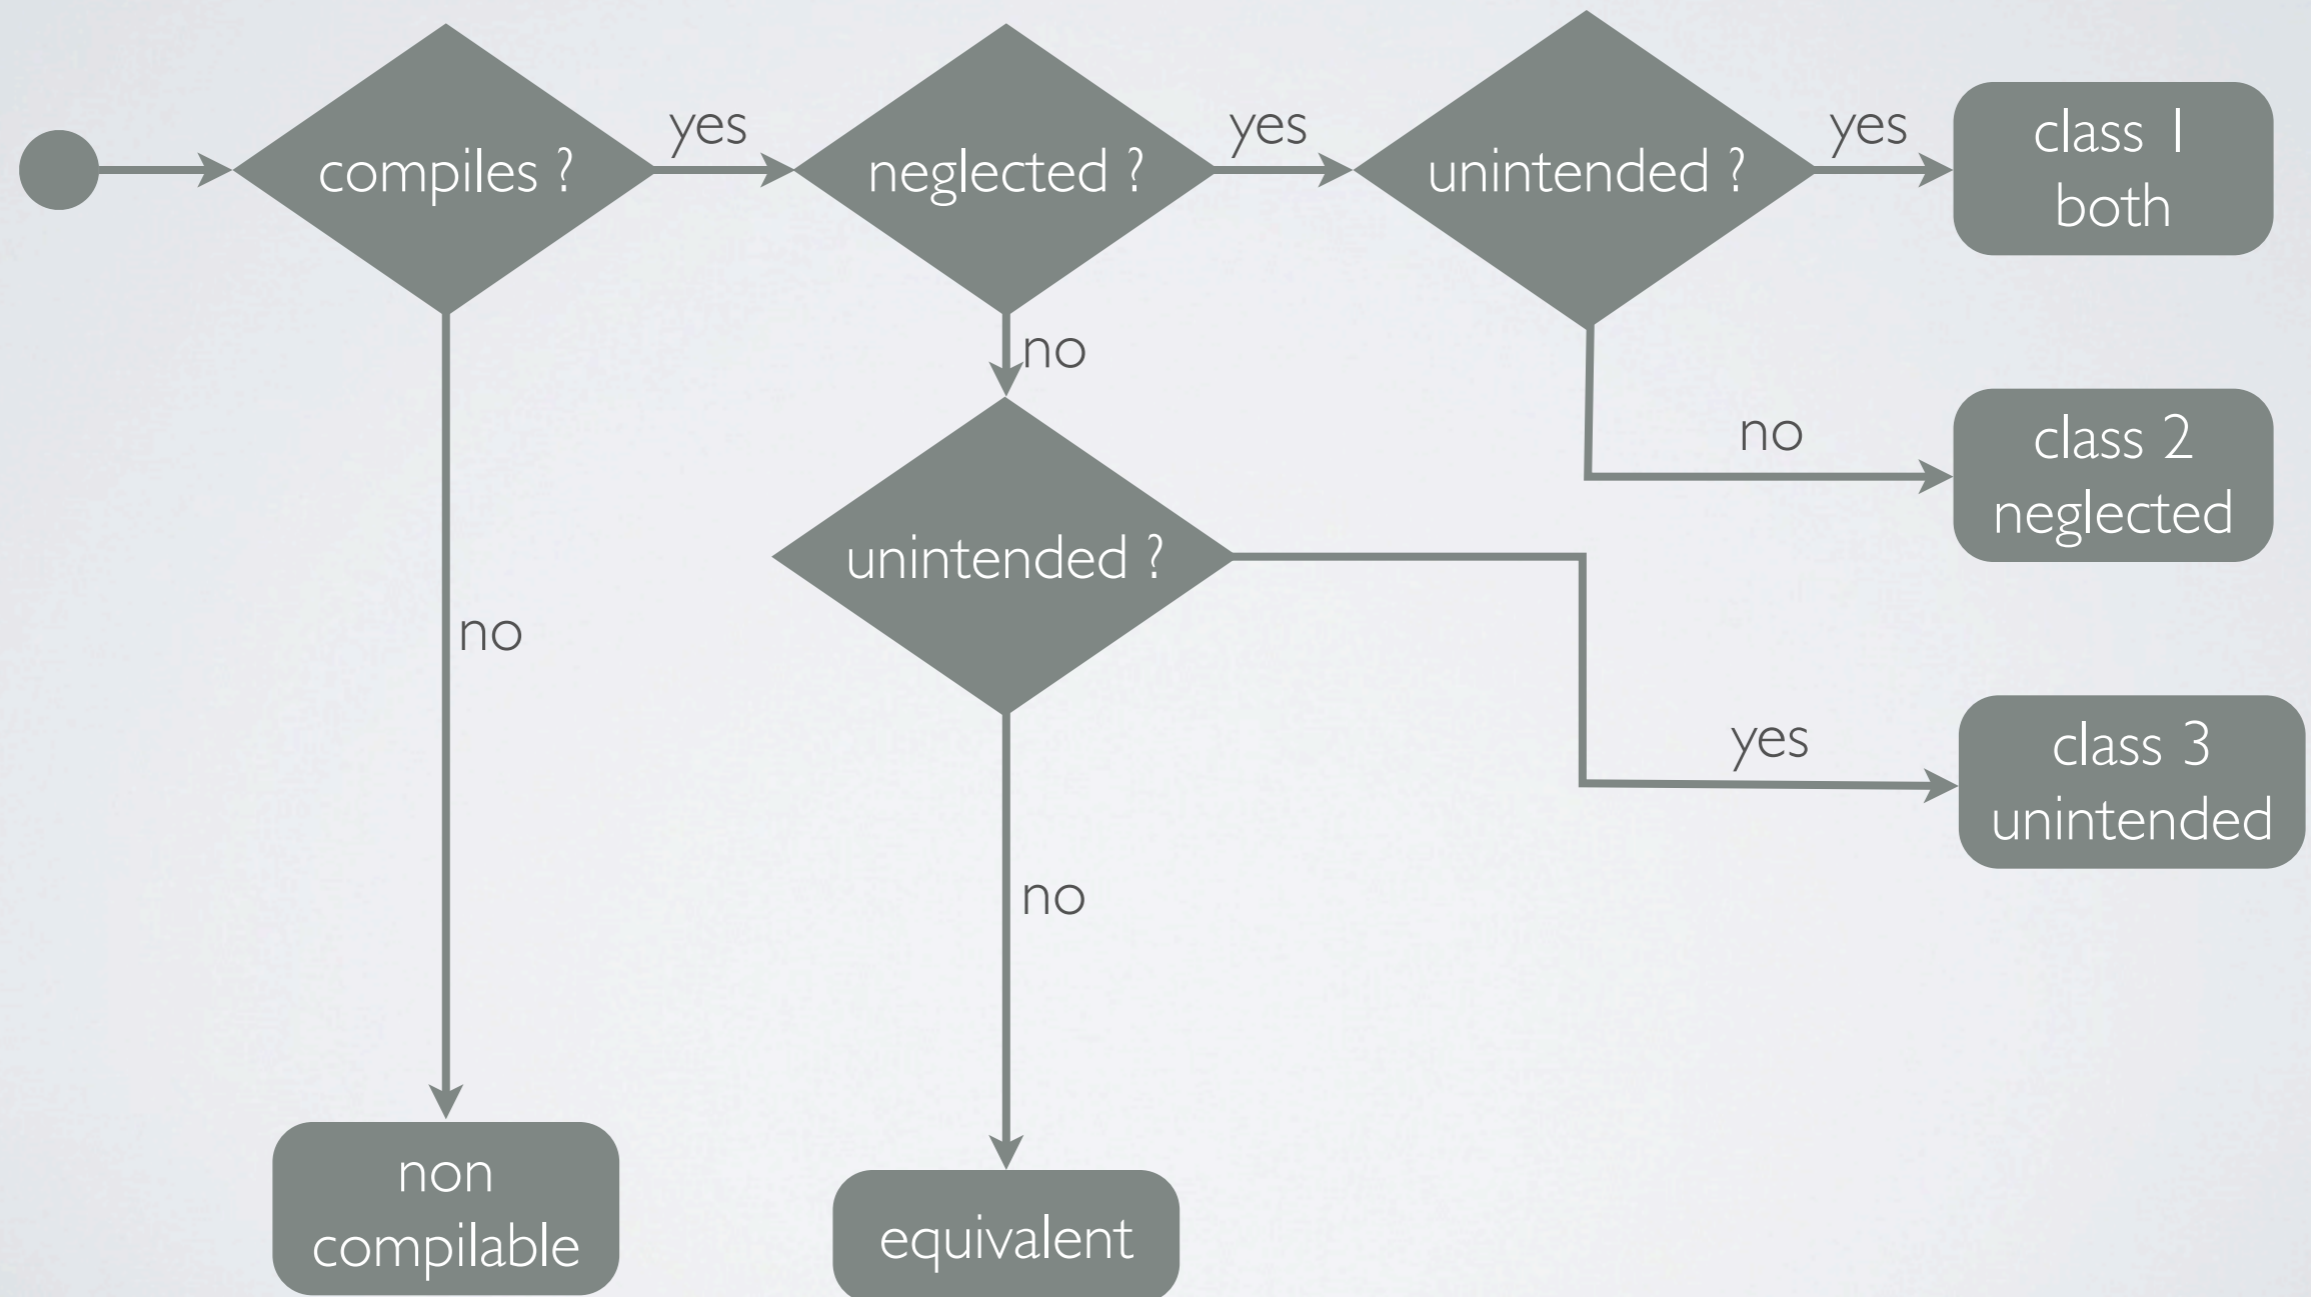 compiles ?
yes
neglected ?
yes
unintended ?
yes
class 1
both
no
no
class 2
neglected
unintended ?
no
yes
class 3
unintended
no
non
compilable
equivalent